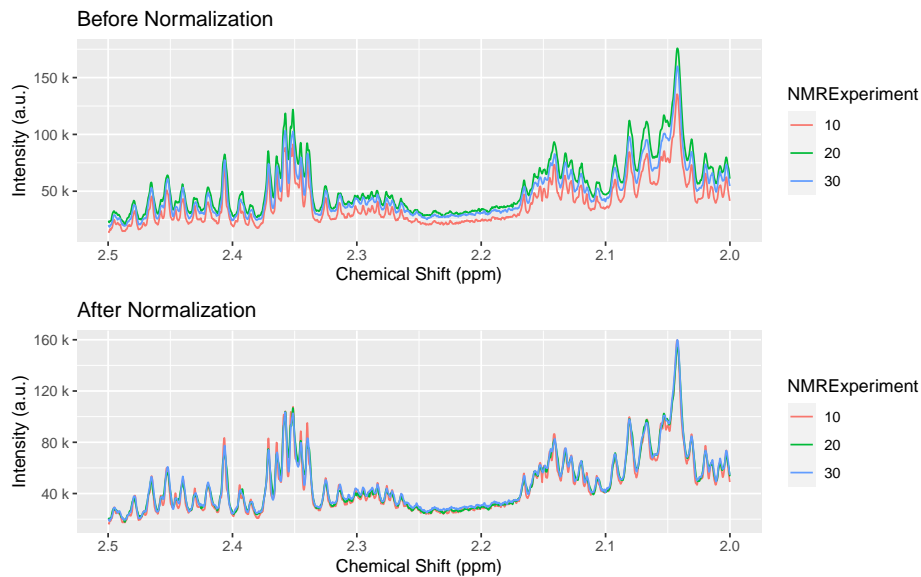 Before Normalization
Intensity (a.u.)
150 k
100 k
50 k
2.5 2.4 2.3 2.2 2.1 2.0
Chemical Shift (ppm)
NMRExperiment
10
20
30
After Normalization
Intensity (a.u.)
160 k
120 k
80 k
40 k
2.5 2.4 2.3 2.2 2.1 2.0
Chemical Shift (ppm)
NMRExperiment
10
20
30